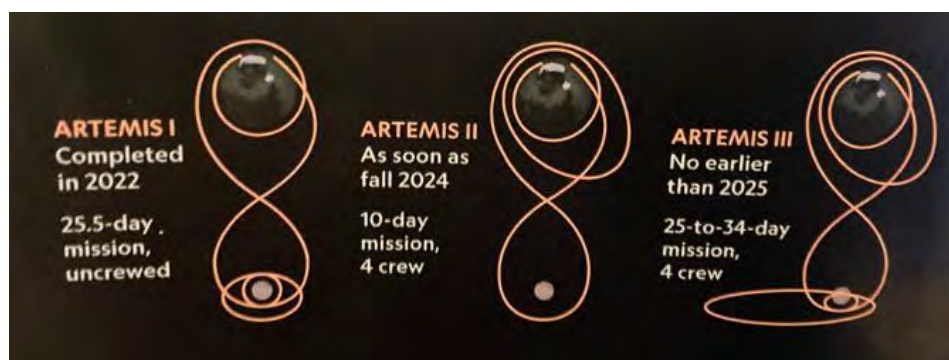 ARTEMIS I
Completed
in 2022
25.5-day
mission,
uncrewed
ARTEMIS II
As soon as
fall 2024
10-day
mission,
4 crew
ARTEMIS III
No earlier
than 2025
25-to-34-day
mission,
4 crew